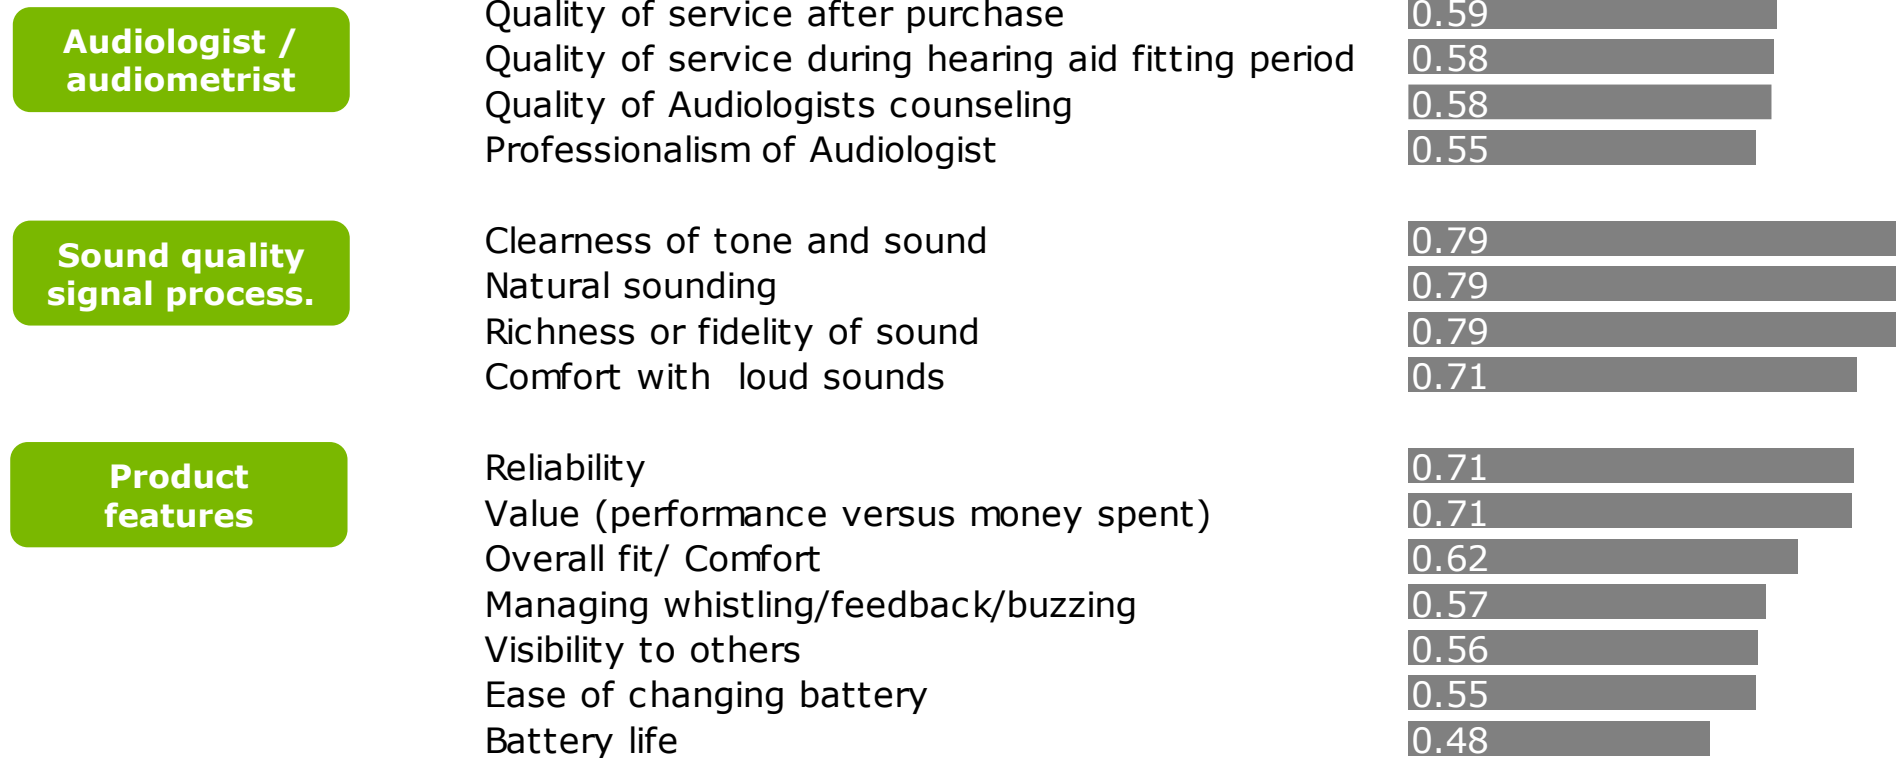 Audiologist /
audiometrist
Quality of service after purchase 0.59
Quality of service during hearing aid fitting period 0.58
Quality of Audiologists counseling 0.58
Professionalism of Audiologist 0.55
Sound quality
signal process.
Clearness of tone and sound 0.79
Natural sounding 0.79
Richness or fidelity of sound 0.79
Comfort with loud sounds 0.71
Product
features
Reliability 0.71
Value (performance versus money spent) 0.71
Overall fit/ Comfort 0.62
Managing whistling/feedback/buzzing 0.57
Visibility to others 0.56
Ease of changing battery 0.55
Battery life 0.48